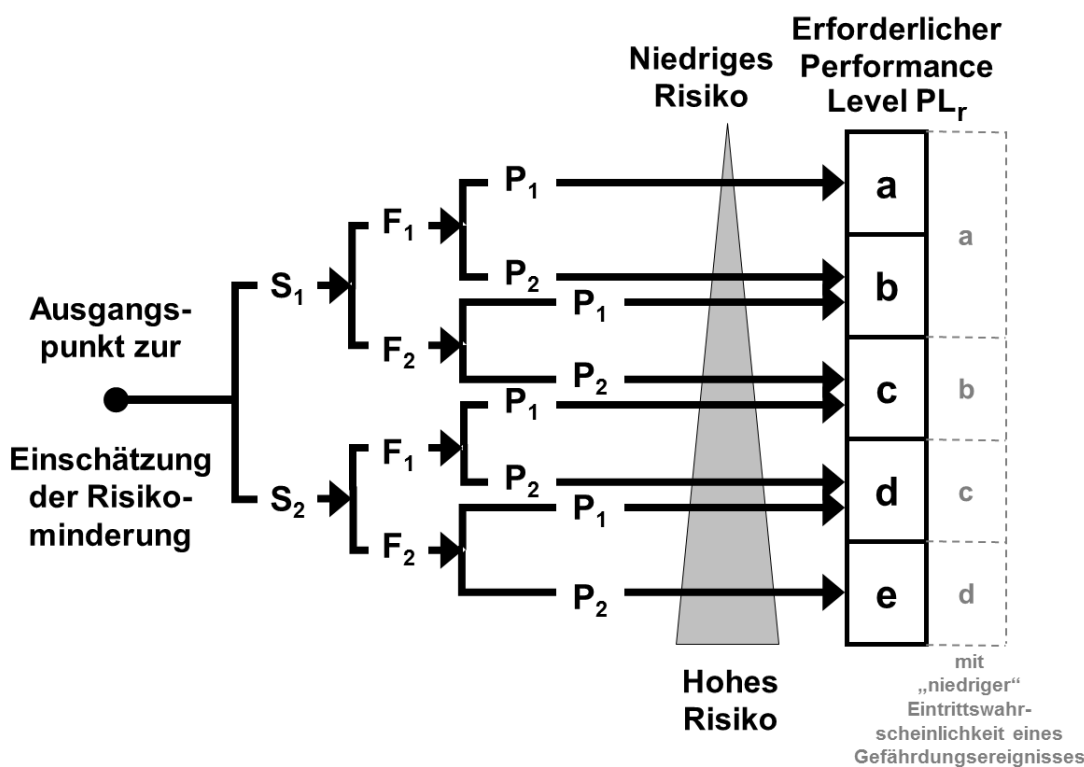 Erforderlicher
Performance
Level PLr
Niedriges
Risiko
Ausgangs-
punkt zur
Einschätzung
der Risiko-
minderung
S1
S2
F1
F2
F1
F2
P1
P2
P1
P2
P1
P2
P1
P2
a
b
c
d
e
a
b
c
d
Hohes
Risiko
mit
„niedriger“
Eintrittswahr-
scheinlichkeit eines
Gefährdungsereignisses